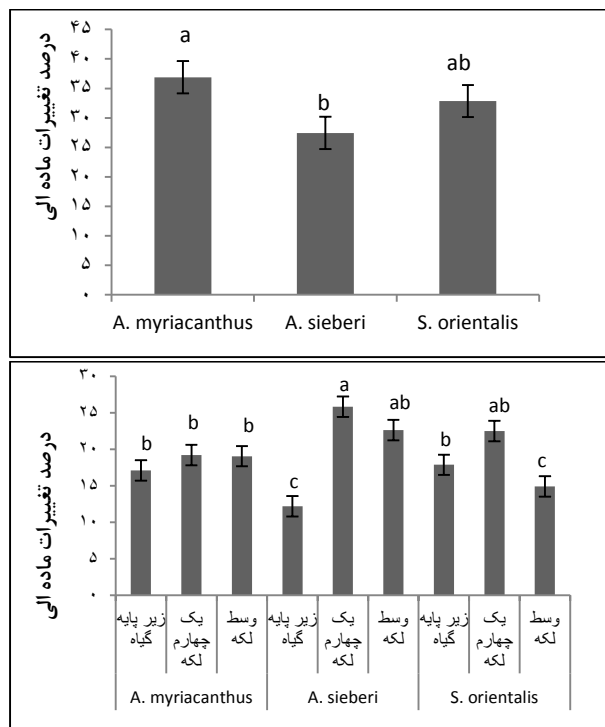 درصد تغییرات ماده الی
۴۵
۴۰
۳۵
۳۰
۲۵
۲۰
۱۵
۱۰
۵
۰
a
b
ab
A. myriacanthus A. sieberi S. orientalis
درصد تغییرات ماده الی
۳۰
۲۵
۲۰
۱۵
۱۰
۵
۰
b b b c a ab b ab c
زیر پایه گیاه
یک چهارم لکه
وسط لکه
زیر پایه گیاه
یک چهارم لکه
وسط لکه
زیر پایه گیاه
یک چهارم لکه
وسط لکه
A. myriacanthus A. sieberi S. orientalis